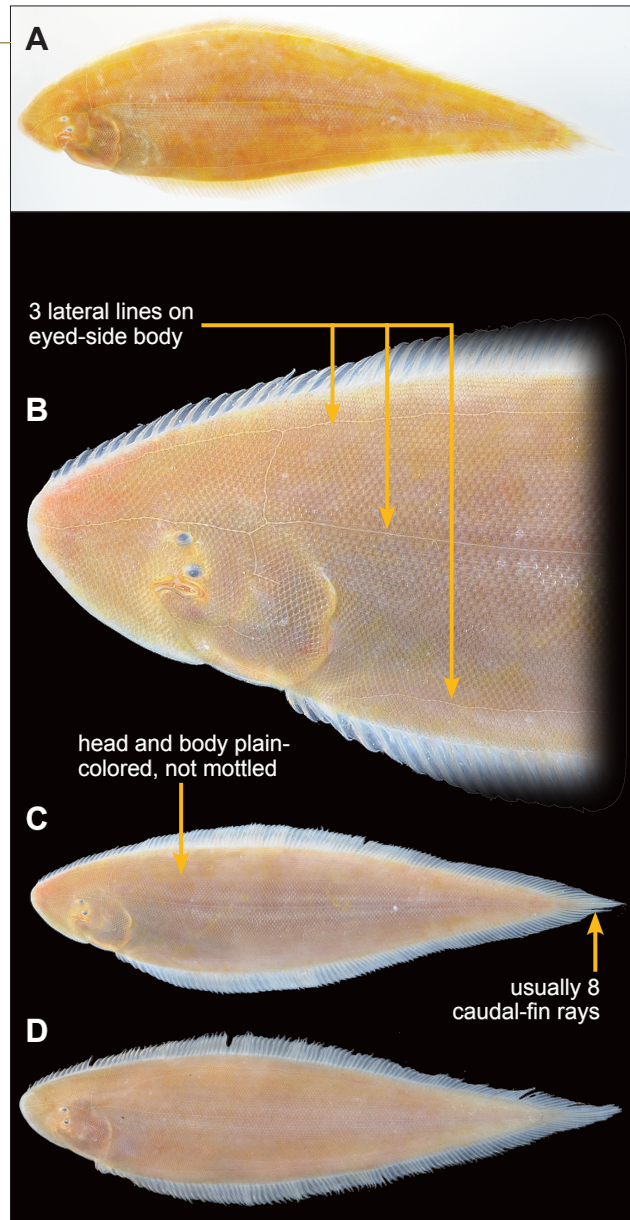 A
3 lateral lines on
eyed-side body
B
head and body plain-
colored, not mottled
C
usually 8
caudal-fin rays
D